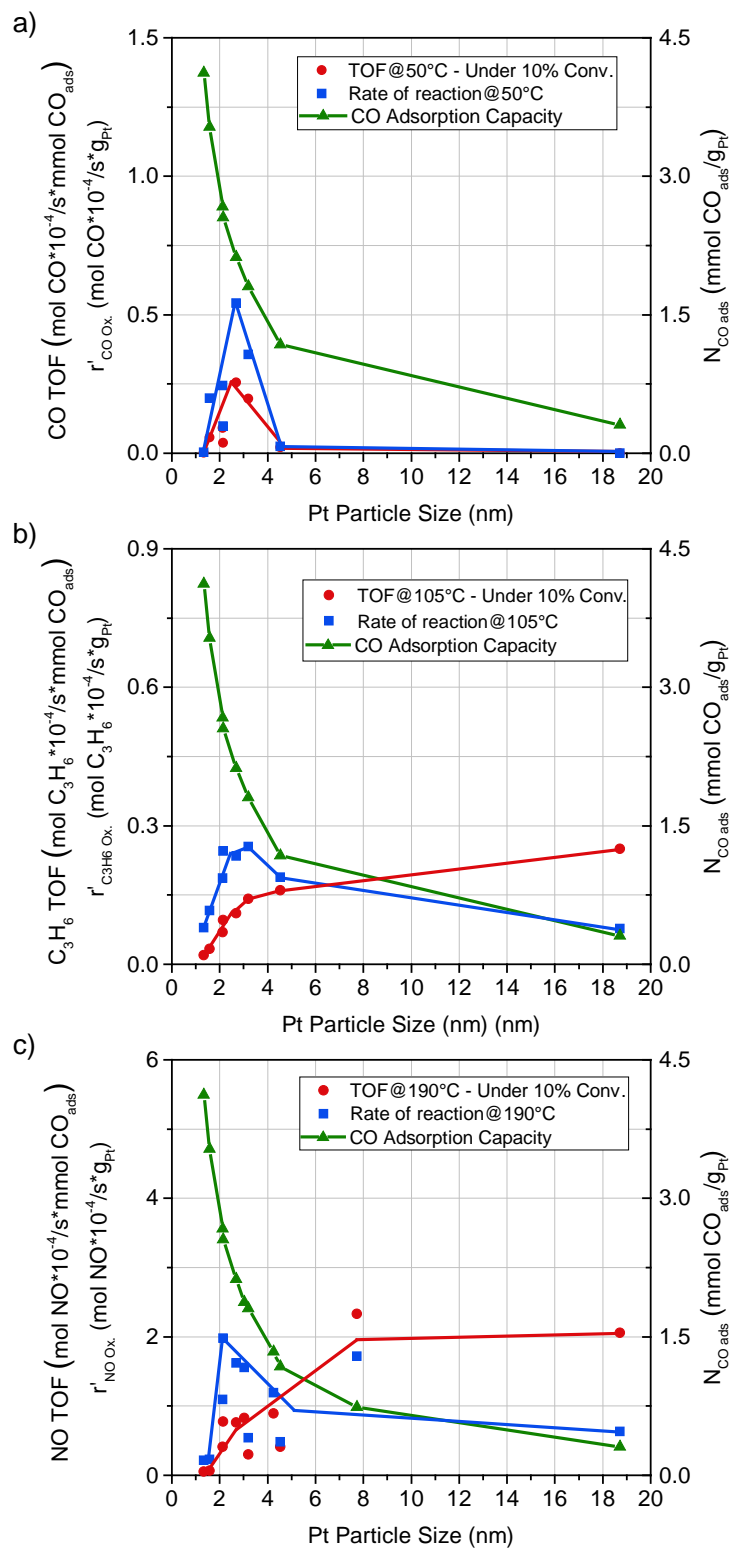 a)
CO TOF (mol CO*10⁻⁴/s*mmol CO_ads)
r'_CO Ox. (mol CO*10⁻⁴/s*g_Pt)
1.5
1.0
0.5
0.0
TOF@50°C - Under 10% Conv.
Rate of reaction@50°C
CO Adsorption Capacity
4.5
3.0
1.5
0.0
N_CO ads (mmol CO_ads/g_Pt)
0 2 4 6 8 10 12 14 16 18 20
Pt Particle Size (nm)
b)
C₃H₆ TOF (mol C₃H₆*10⁻⁴/s*mmol CO_ads)
r'_C3H6 Ox. (mol C₃H₆*10⁻⁴/s*g_Pt)
0.9
0.6
0.3
0.0
TOF@105°C - Under 10% Conv.
Rate of reaction@105°C
CO Adsorption Capacity
4.5
3.0
1.5
0.0
N_CO ads (mmol CO_ads/g_Pt)
0 2 4 6 8 10 12 14 16 18 20
Pt Particle Size (nm) (nm)
c)
NO TOF (mol NO*10⁻⁴/s*mmol CO_ads)
r'_NO Ox. (mol NO*10⁻⁴/s*g_Pt)
6
4
2
0
TOF@190°C - Under 10% Conv.
Rate of reaction@190°C
CO Adsorption Capacity
4.5
3.0
1.5
0.0
N_CO ads (mmol CO_ads/g_Pt)
0 2 4 6 8 10 12 14 16 18 20
Pt Particle Size (nm)